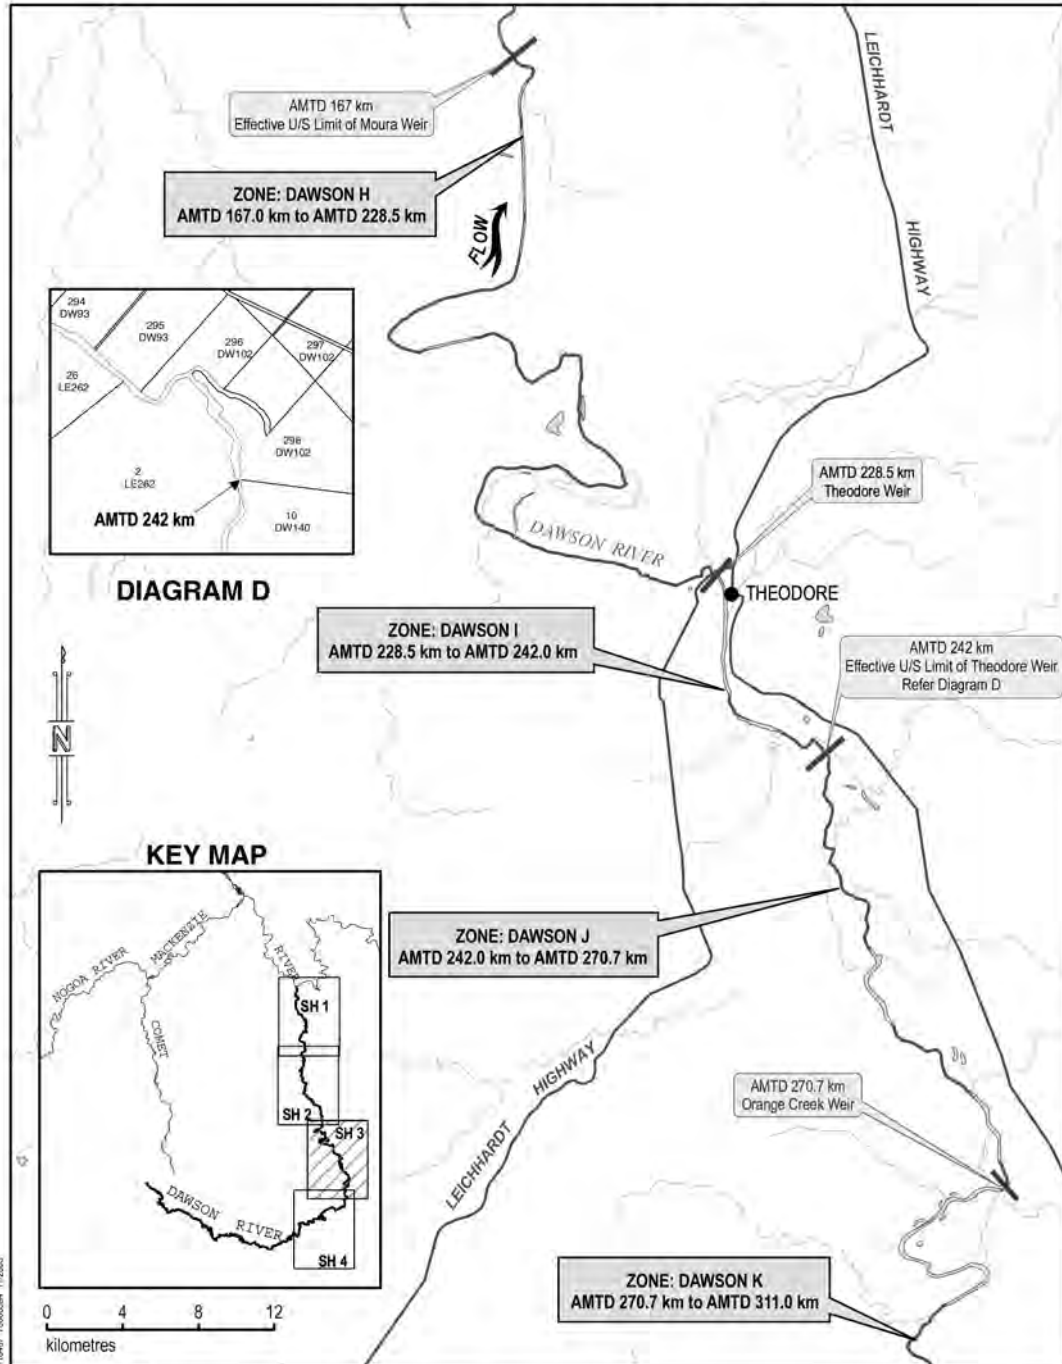 LEICHHARDT
HIGHWAY
AMTD 167 km
Effective U/S Limit of Moura Weir
ZONE: DAWSON H
AMTD 167.0 km to AMTD 228.5 km
FLOW
294
DW93
295
DW93
296
DW102
297
DW102
26
LE262
298
DW102
2
LE262
AMTD 242 km
10
DW140
DIAGRAM D
AMTD 228.5 km
Theodore Weir
DAWSON RIVER
THEODORE
ZONE: DAWSON I
AMTD 228.5 km to AMTD 242.0 km
AMTD 242 km
Effective U/S Limit of Theodore Weir
Refer Diagram D
N
KEY MAP
NOGOA RIVER
MACKENZIE
RIVER
COMET
SH 1
SH 2
SH 3
DAWSON RIVER
SH 4
ZONE: DAWSON J
AMTD 242.0 km to AMTD 270.7 km
LEICHHARDT HIGHWAY
AMTD 270.7 km
Orange Creek Weir
ZONE: DAWSON K
AMTD 270.7 km to AMTD 311.0 km
0 4 8 12
kilometres